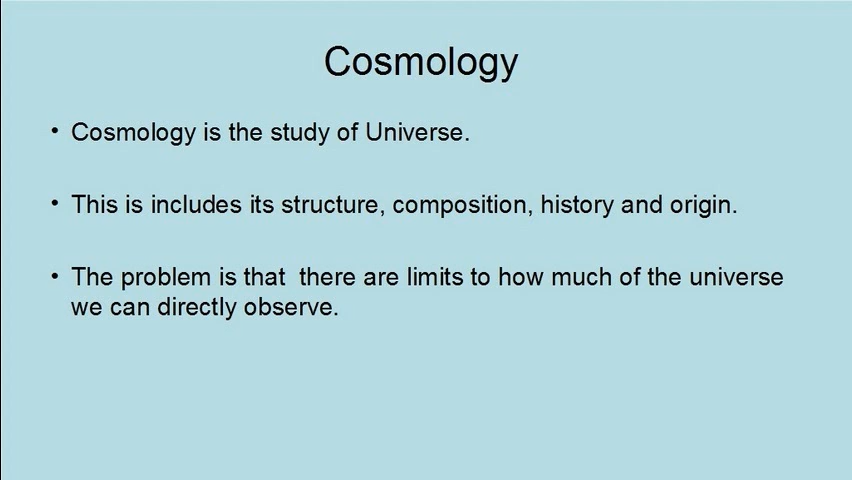 Cosmology
• Cosmology is the study of Universe.
• This is includes its structure, composition, history and origin.
• The problem is that  there are limits to how much of the universe
we can directly observe.